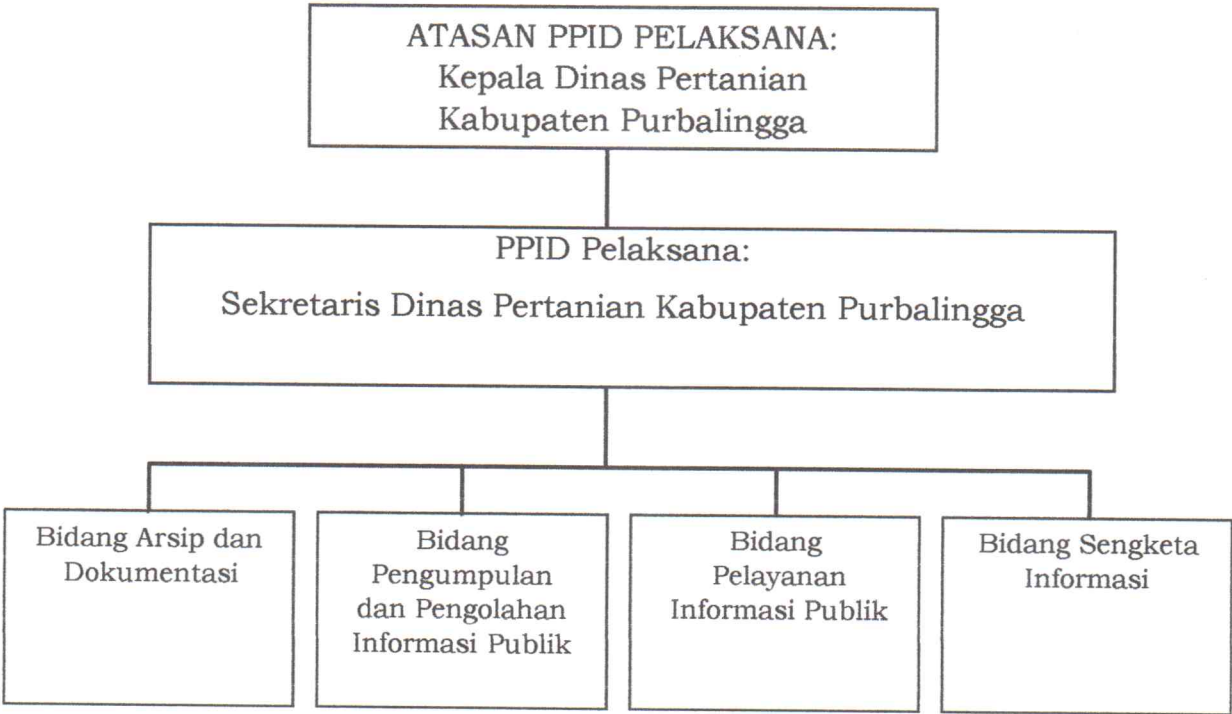 ATASAN PPID PELAKSANA:
Kepala Dinas Pertanian
Kabupaten Purbalingga
PPID Pelaksana:
Sekretaris Dinas Pertanian Kabupaten Purbalingga
Bidang Arsip dan
Dokumentasi
Bidang
Pengumpulan
dan Pengolahan
Informasi Publik
Bidang
Pelayanan
Informasi Publik
Bidang Sengketa
Informasi